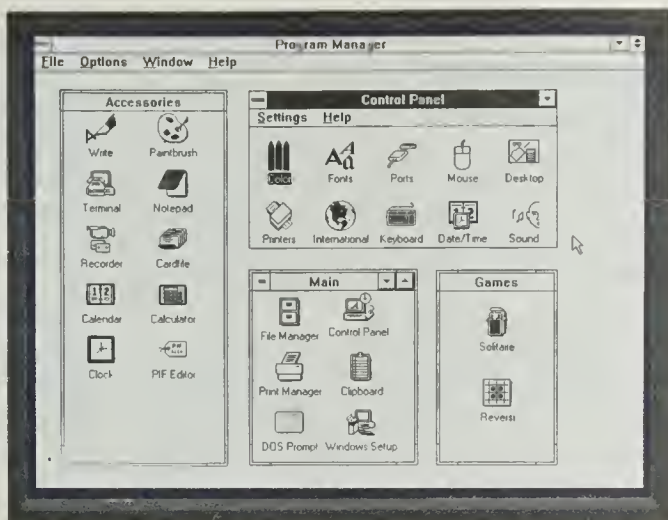 Program Manager
File Options Window Help
Accessories
Write Paintbrush
Terminal Notepad
Recorder Cardfile
Calendar Calculator
Clock PIF Editor
Control Panel
Settings Help
Color Fonts Ports Mouse Desktop
Printers International Keyboard Date/Time Sound
Main
File Manager Control Panel
Print Manager Clipboard
DOS Prompt Windows Setup
Games
Solitaire
Reversi